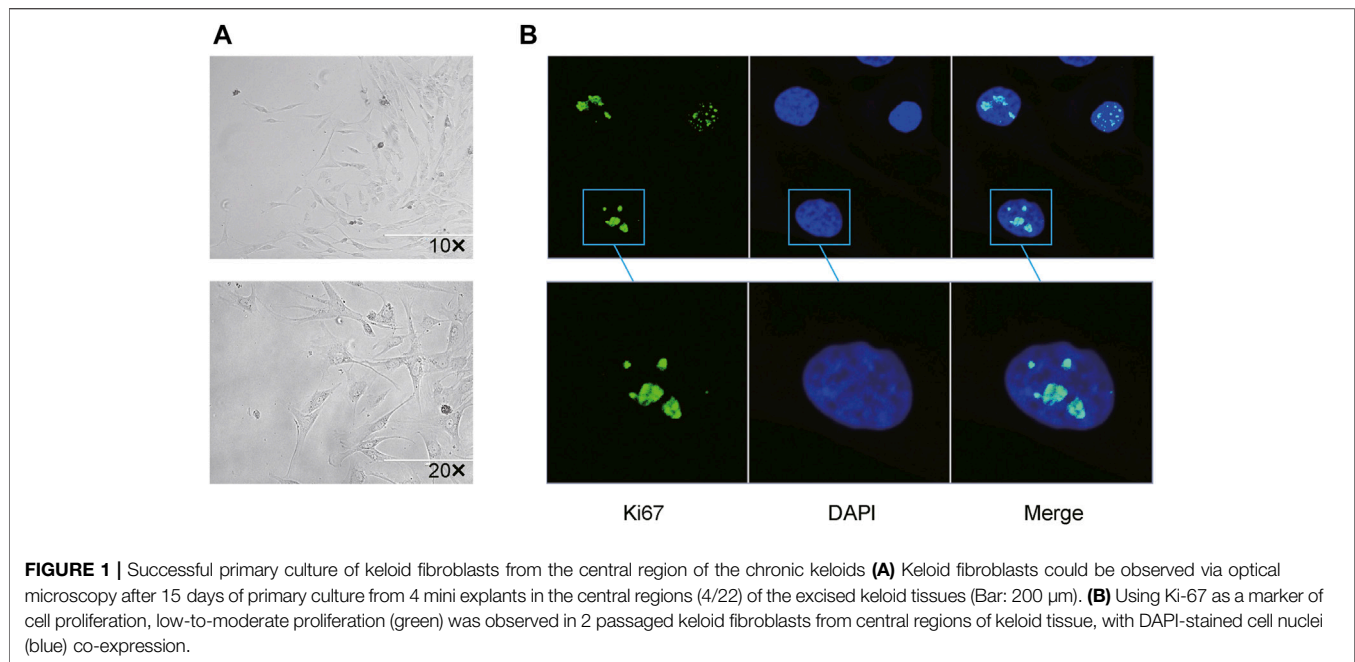 A
B
10×
20×
Ki67
DAPI
Merge
FIGURE 1 | Successful primary culture of keloid fibroblasts from the central region of the chronic keloids (A) Keloid fibroblasts could be observed via optical
microscopy after 15 days of primary culture from 4 mini explants in the central regions (4/22) of the excised keloid tissues (Bar: 200 μm). (B) Using Ki-67 as a marker of
cell proliferation, low-to-moderate proliferation (green) was observed in 2 passaged keloid fibroblasts from central regions of keloid tissue, with DAPI-stained cell nuclei
(blue) co-expression.